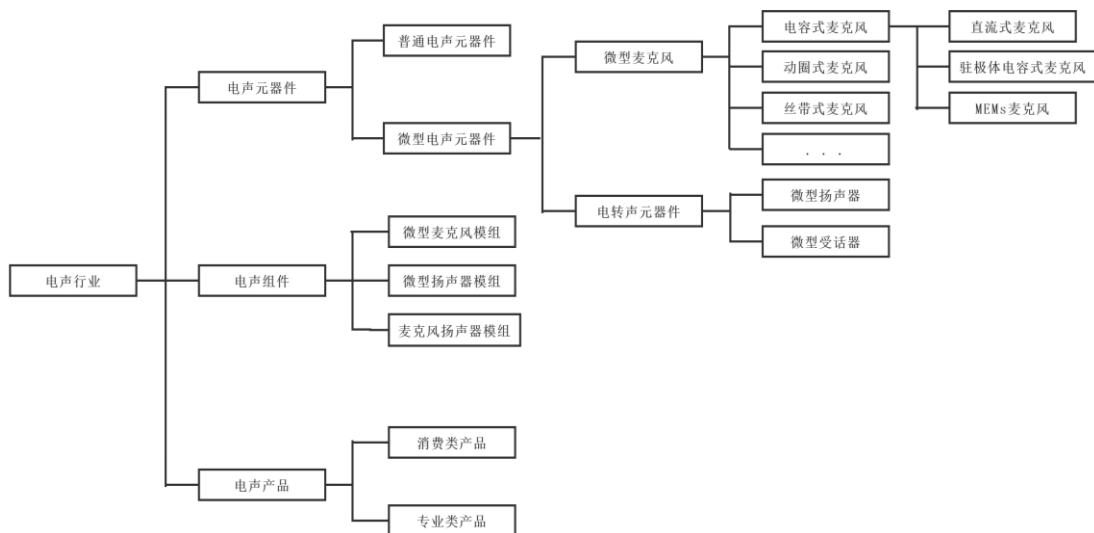 电声行业
电声元器件
普通电声元器件
微型电声元器件
微型麦克风
电容式麦克风
直流式麦克风
驻极体电容式麦克风
MEMs麦克风
动圈式麦克风
丝带式麦克风
. . .
电转声元器件
微型扬声器
微型受话器
电声组件
微型麦克风模组
微型扬声器模组
麦克风扬声器模组
电声产品
消费类产品
专业类产品